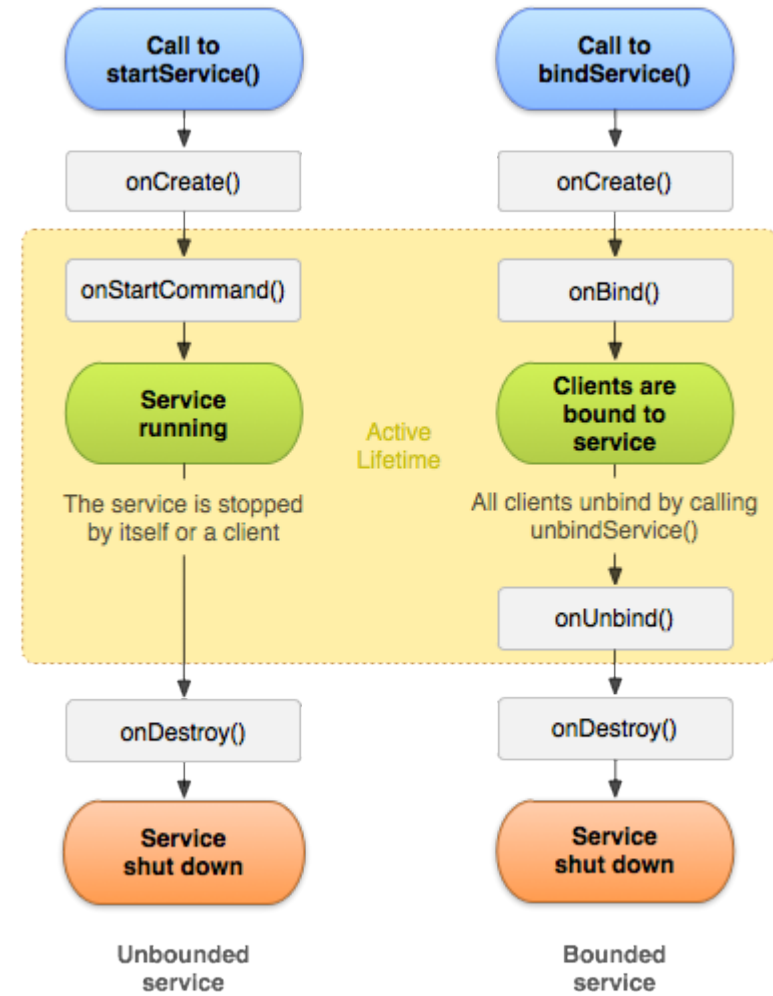 Call to
startService()
onCreate()
onStartCommand()
Service
running
The service is stopped
by itself or a client
onDestroy()
Service
shut down
Unbounded
service
Active
Lifetime
Call to
bindService()
onCreate()
onBind()
Clients are
bound to
service
All clients unbind by calling
unbindService()
onUnbind()
onDestroy()
Service
shut down
Bounded
service